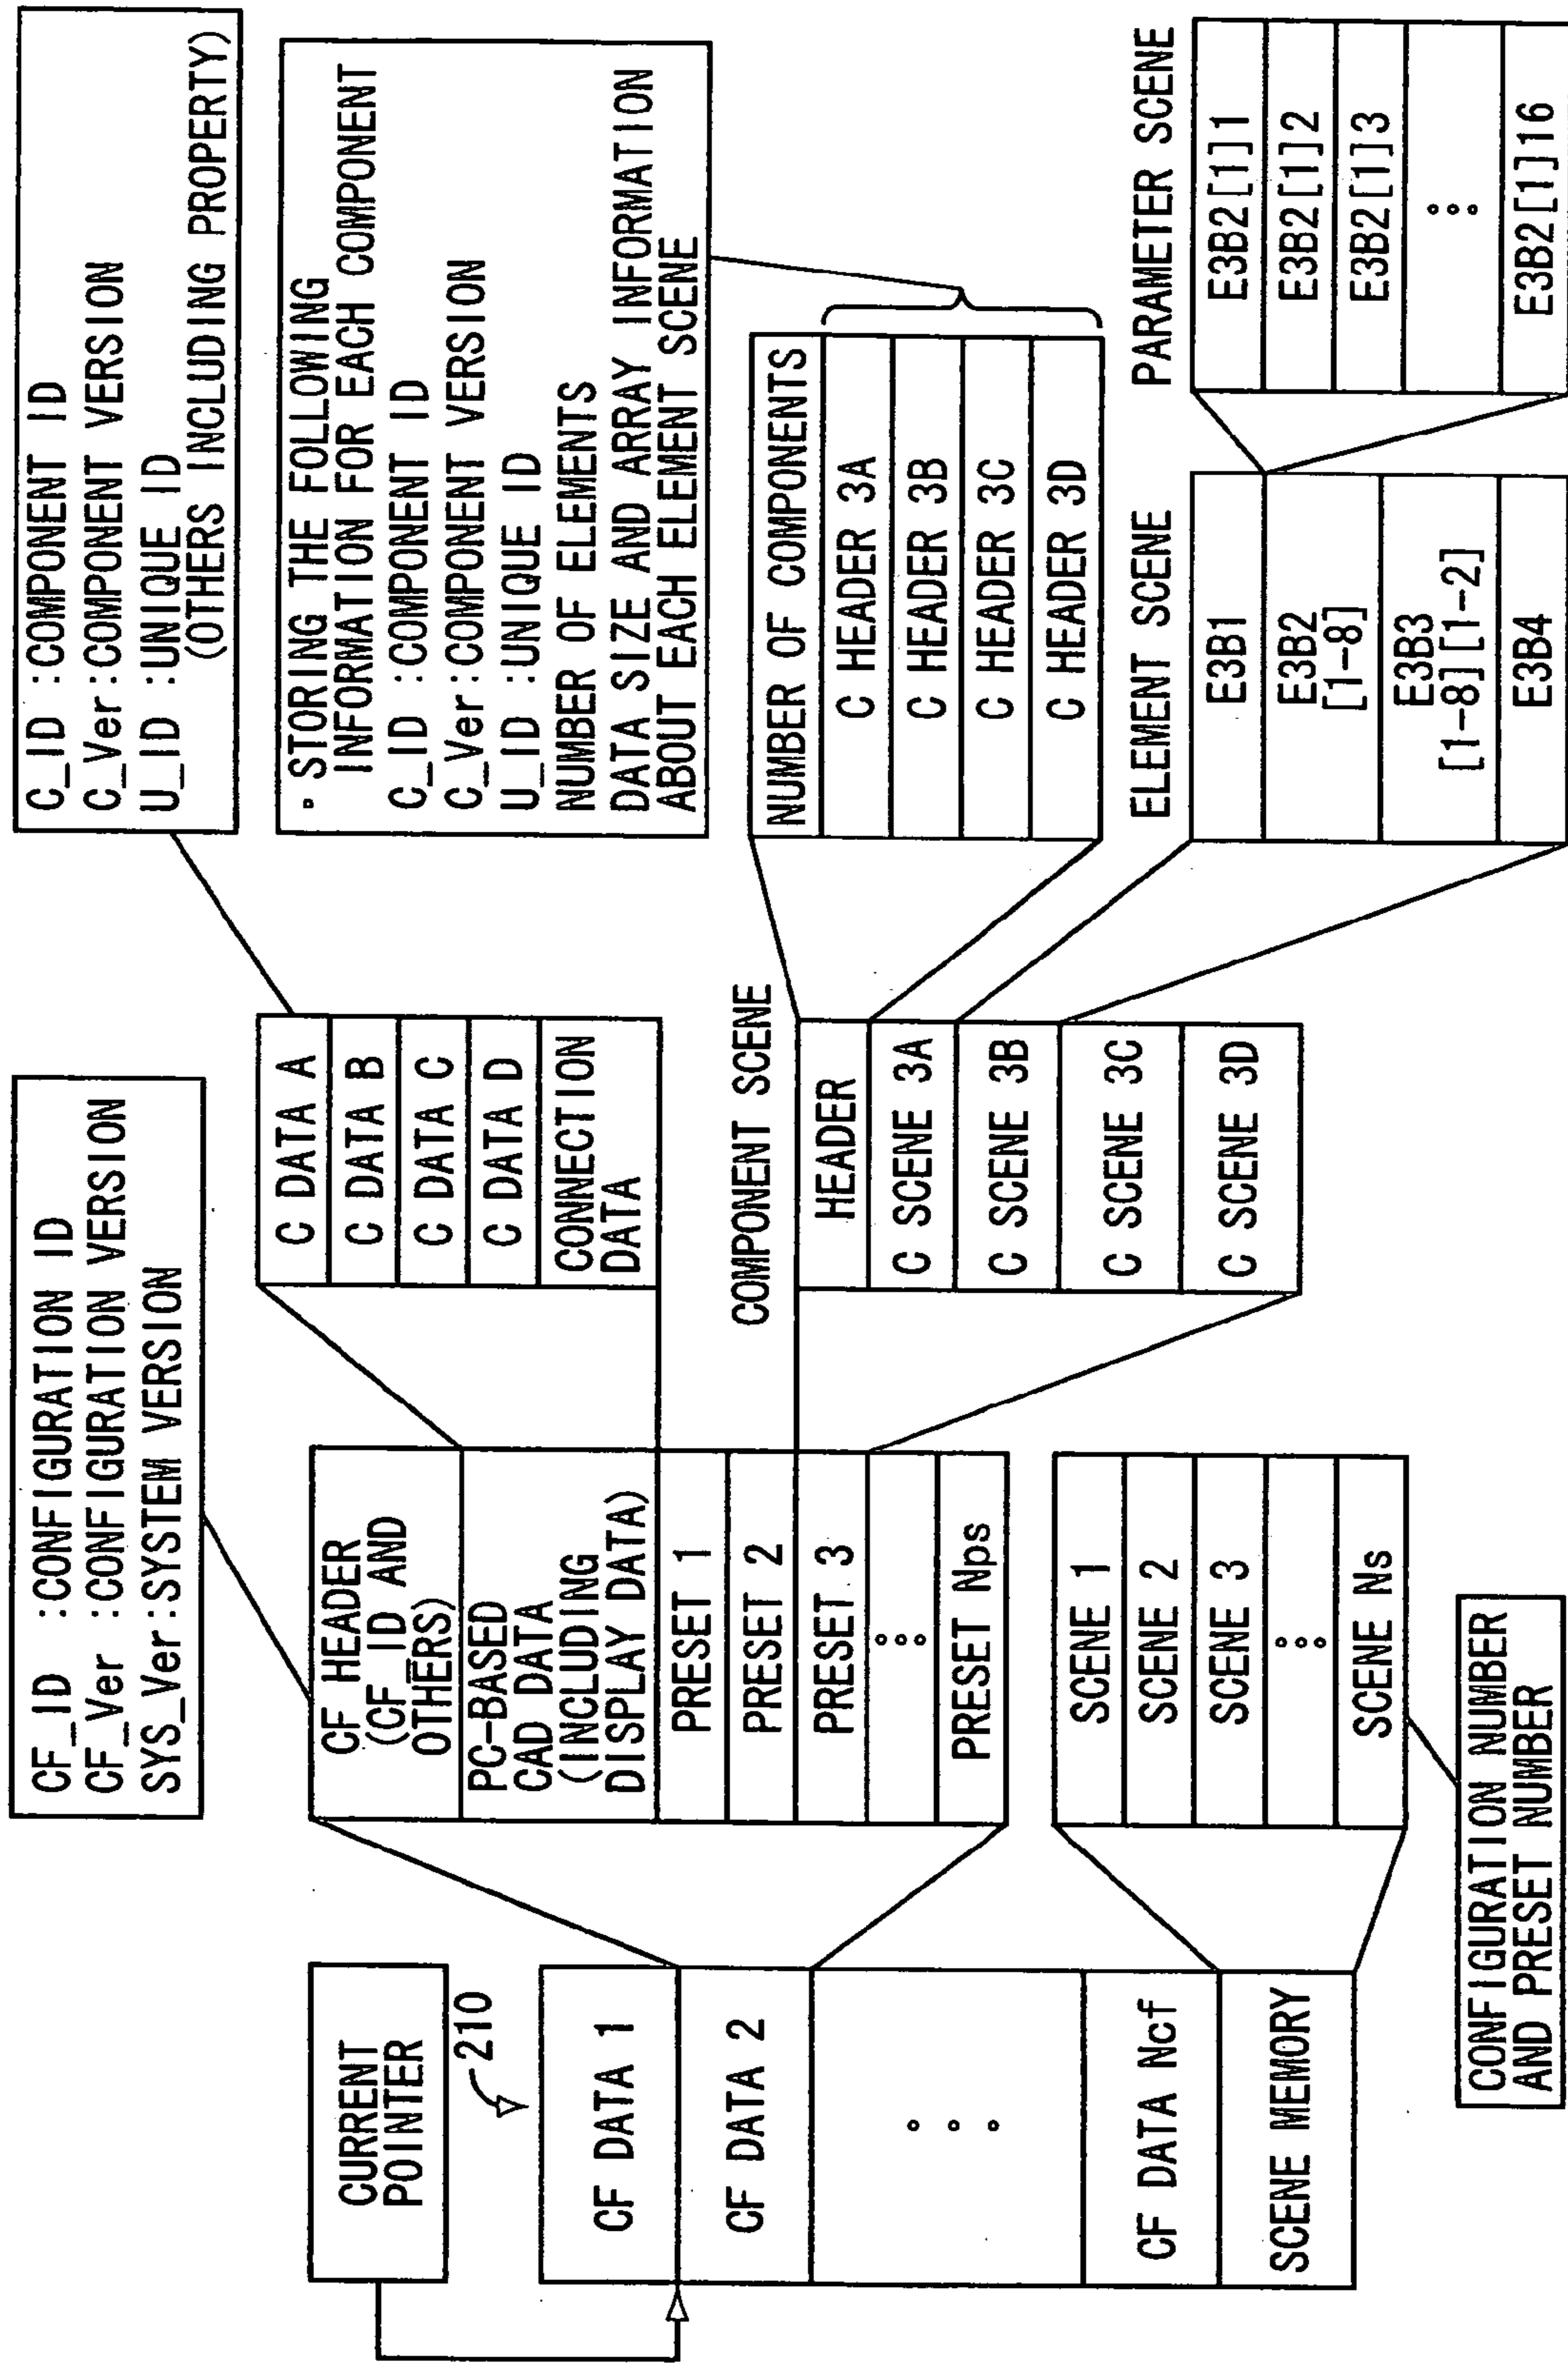 CURRENT
POINTER
210
CF DATA 1
CF DATA 2
CF DATA Ncf
SCENE MEMORY
CF_ID :CONFIGURATION ID
CF_Ver :CONFIGURATION VERSION
SYS_Ver:SYSTEM VERSION
CF HEADER
(CF_ID AND
OTHERS)
PC-BASED
CAD DATA
(INCLUDING
DISPLAY DATA)
PRESET 1
PRESET 2
PRESET 3
PRESET Nps
SCENE 1
SCENE 2
SCENE 3
SCENE Ns
CONFIGURATION NUMBER
AND PRESET NUMBER
C DATA A
C DATA B
C DATA C
C DATA D
CONNECTION
DATA
COMPONENT SCENE
HEADER
C SCENE 3A
C SCENE 3B
C SCENE 3C
C SCENE 3D
C_ID :COMPONENT ID
C_Ver:COMPONENT VERSION
U_ID :UNIQUE ID
(OTHERS INCLUDING PROPERTY)
▫ STORING THE FOLLOWING
INFORMATION FOR EACH COMPONENT
C_ID :COMPONENT ID
C_Ver:COMPONENT VERSION
U_ID :UNIQUE ID
NUMBER OF ELEMENTS
DATA SIZE AND ARRAY INFORMATION
ABOUT EACH ELEMENT SCENE
NUMBER OF COMPONENTS
C HEADER 3A
C HEADER 3B
C HEADER 3C
C HEADER 3D
ELEMENT SCENE
E3B1
E3B2
[1-8]
E3B3
[1-8][1-2]
E3B4
PARAMETER SCENE
E3B2[1]1
E3B2[1]2
E3B2[1]3
E3B2[1]16